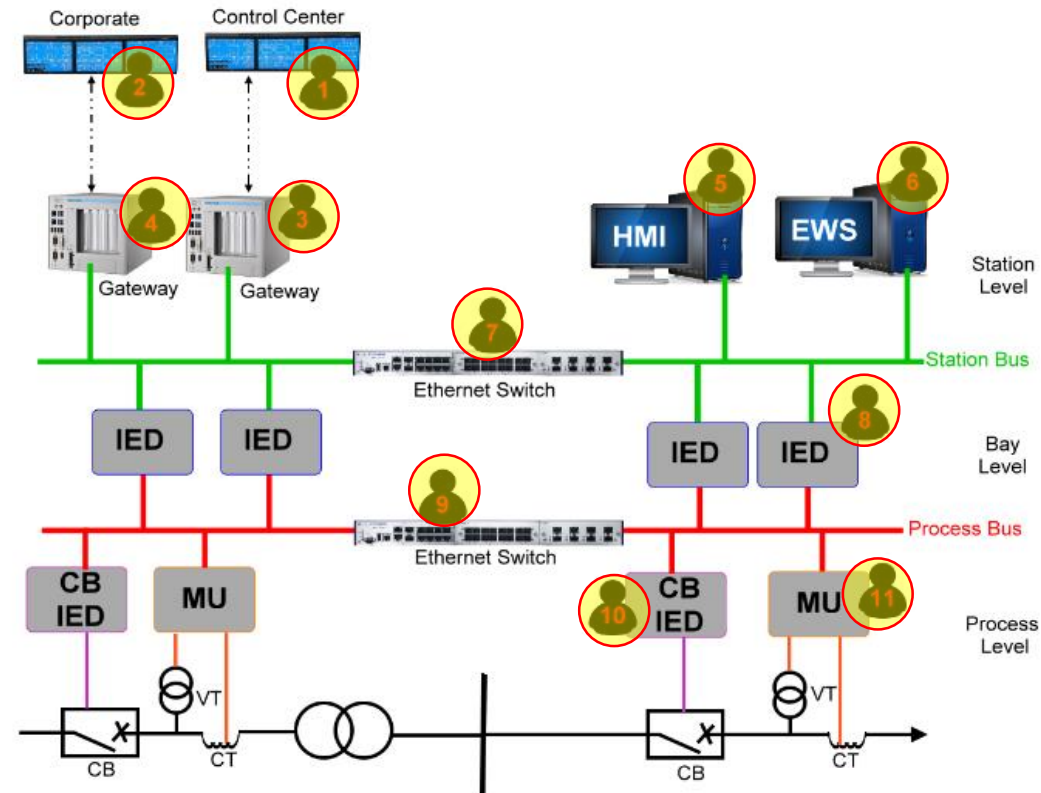 Corporate
Control Center
2
1
4
3
5
6
HMI
EWS
Gateway
Gateway
Station
Level
7
Station Bus
Ethernet Switch
8
IED
IED
IED
IED
Bay
Level
9
Process Bus
Ethernet Switch
CB
IED
MU
10
CB
IED
MU
11
Process
Level
VT
VT
CB
CT
CB
CT